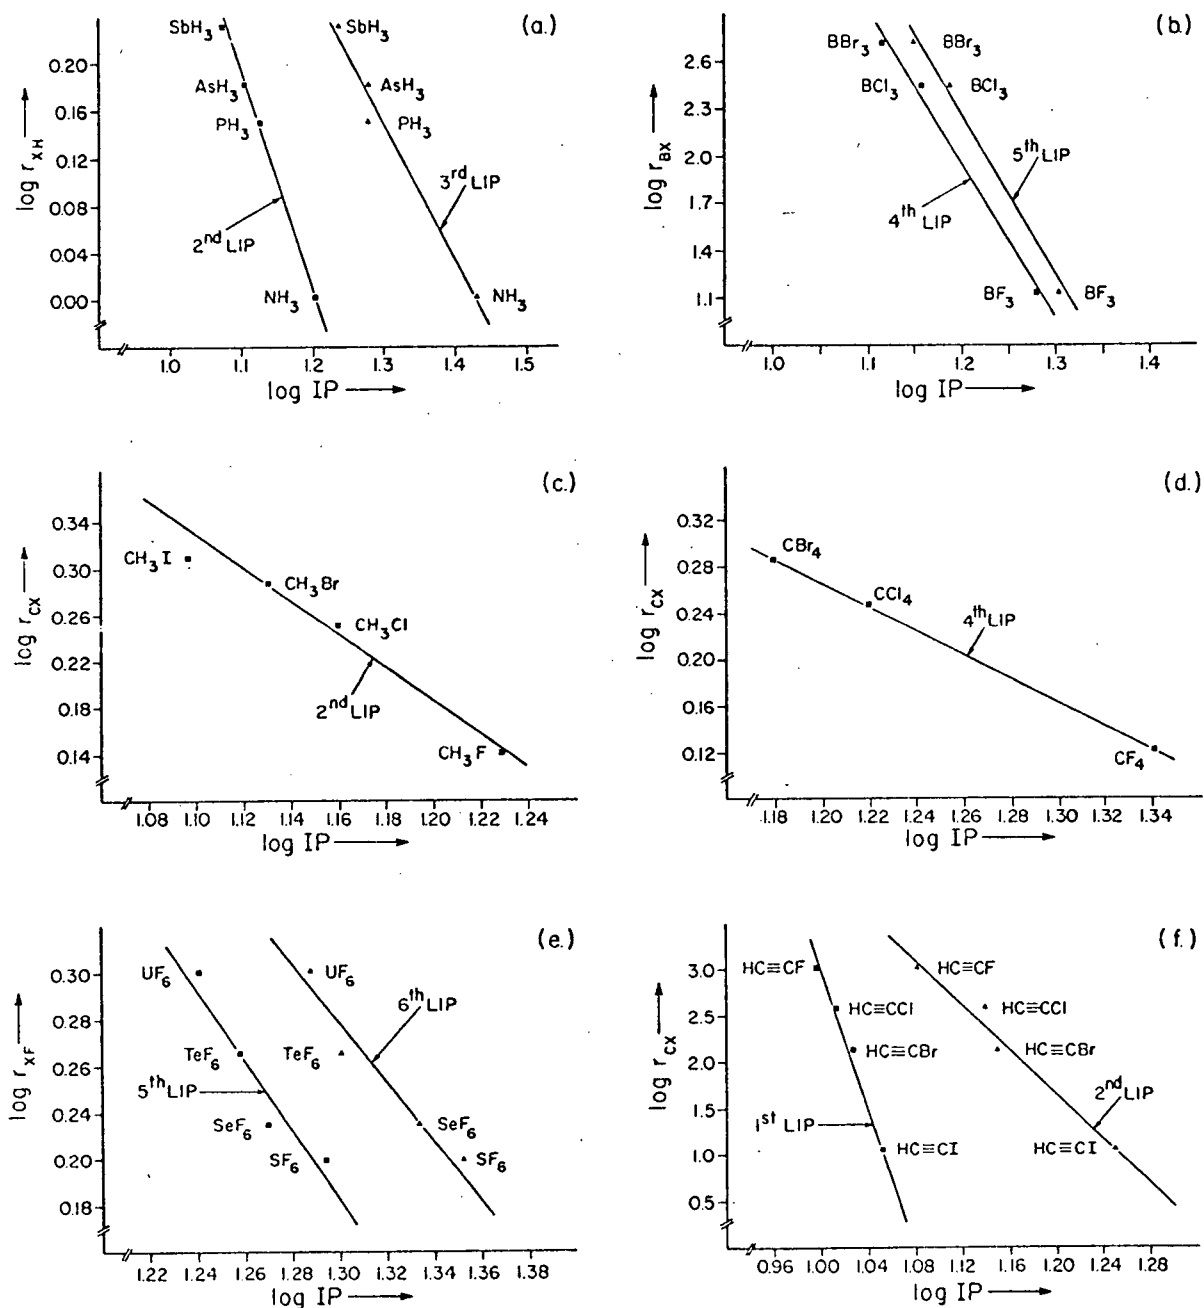 (a.)
SbH3
SbH3
AsH3
AsH3
PH3
PH3
3rd LIP
2nd LIP
NH3
NH3
0.20
0.16
0.12
0.08
0.04
0.00
log rXH
1.0 1.1 1.2 1.3 1.4 1.5
log IP
(b.)
BBr3
BBr3
BCl3
BCl3
5th LIP
4th LIP
BF3
BF3
2.6
2.3
2.0
1.7
1.4
1.1
log rBX
1.0 1.1 1.2 1.3 1.4
log IP
(c.)
CH3I
CH3Br
CH3Cl
2nd LIP
CH3F
0.34
0.30
0.26
0.22
0.18
0.14
log rCX
1.08 1.10 1.12 1.14 1.16 1.18 1.20 1.22 1.24
log IP
(d.)
CBr4
CCl4
4th LIP
CF4
0.32
0.28
0.24
0.20
0.16
0.12
log rCX
1.18 1.20 1.22 1.24 1.26 1.28 1.30 1.32 1.34
log IP
(e.)
UF6
UF6
6th LIP
TeF6
TeF6
5th LIP
SeF6
SeF6
SF6
SF6
0.30
0.28
0.26
0.24
0.22
0.20
0.18
log rXF
1.22 1.24 1.26 1.28 1.30 1.32 1.34 1.36 1.38
log IP
(f.)
HC≡CF
HC≡CF
HC≡CCl
HC≡CCl
HC≡CBr
HC≡CBr
2nd LIP
1st LIP
HC≡CI
HC≡CI
3.0
2.5
2.0
1.5
1.0
0.5
log rCX
0.96 1.00 1.04 1.08 1.12 1.16 1.20 1.24 1.28
log IP